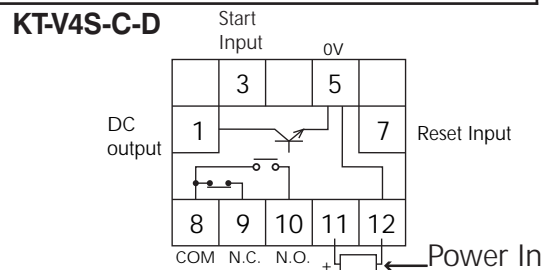 KT-V4S-C-D
Start
Input
0V
3 5
DC
output
1 7
Reset Input
8 9 10 11 12
COM N.C. N.O. +
Power In